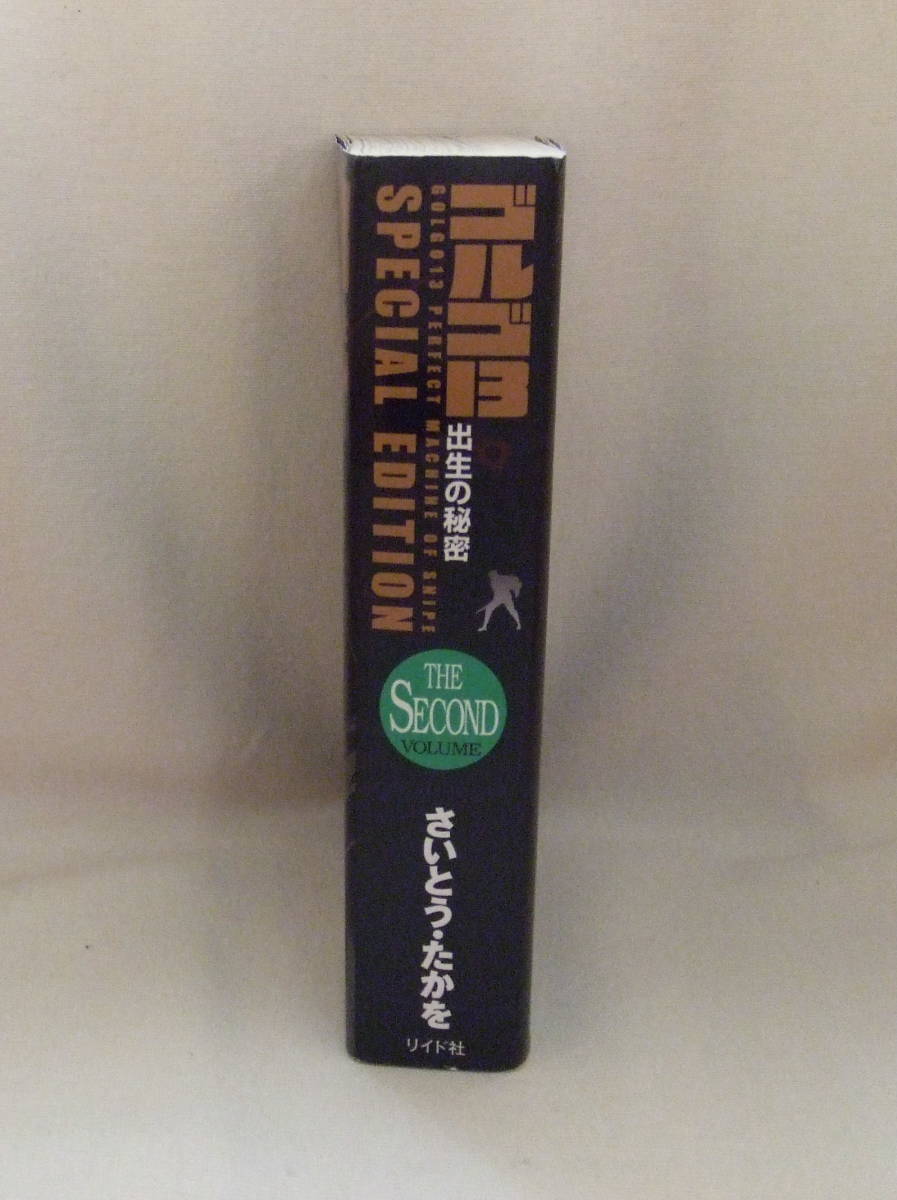 ゴルゴ13
出生の秘密
GOLGO13 PERFECT MACHINE OF SNIPE
SPECIAL EDITION
THE
SECOND
VOLUME
さいとう・たかを
リイド社